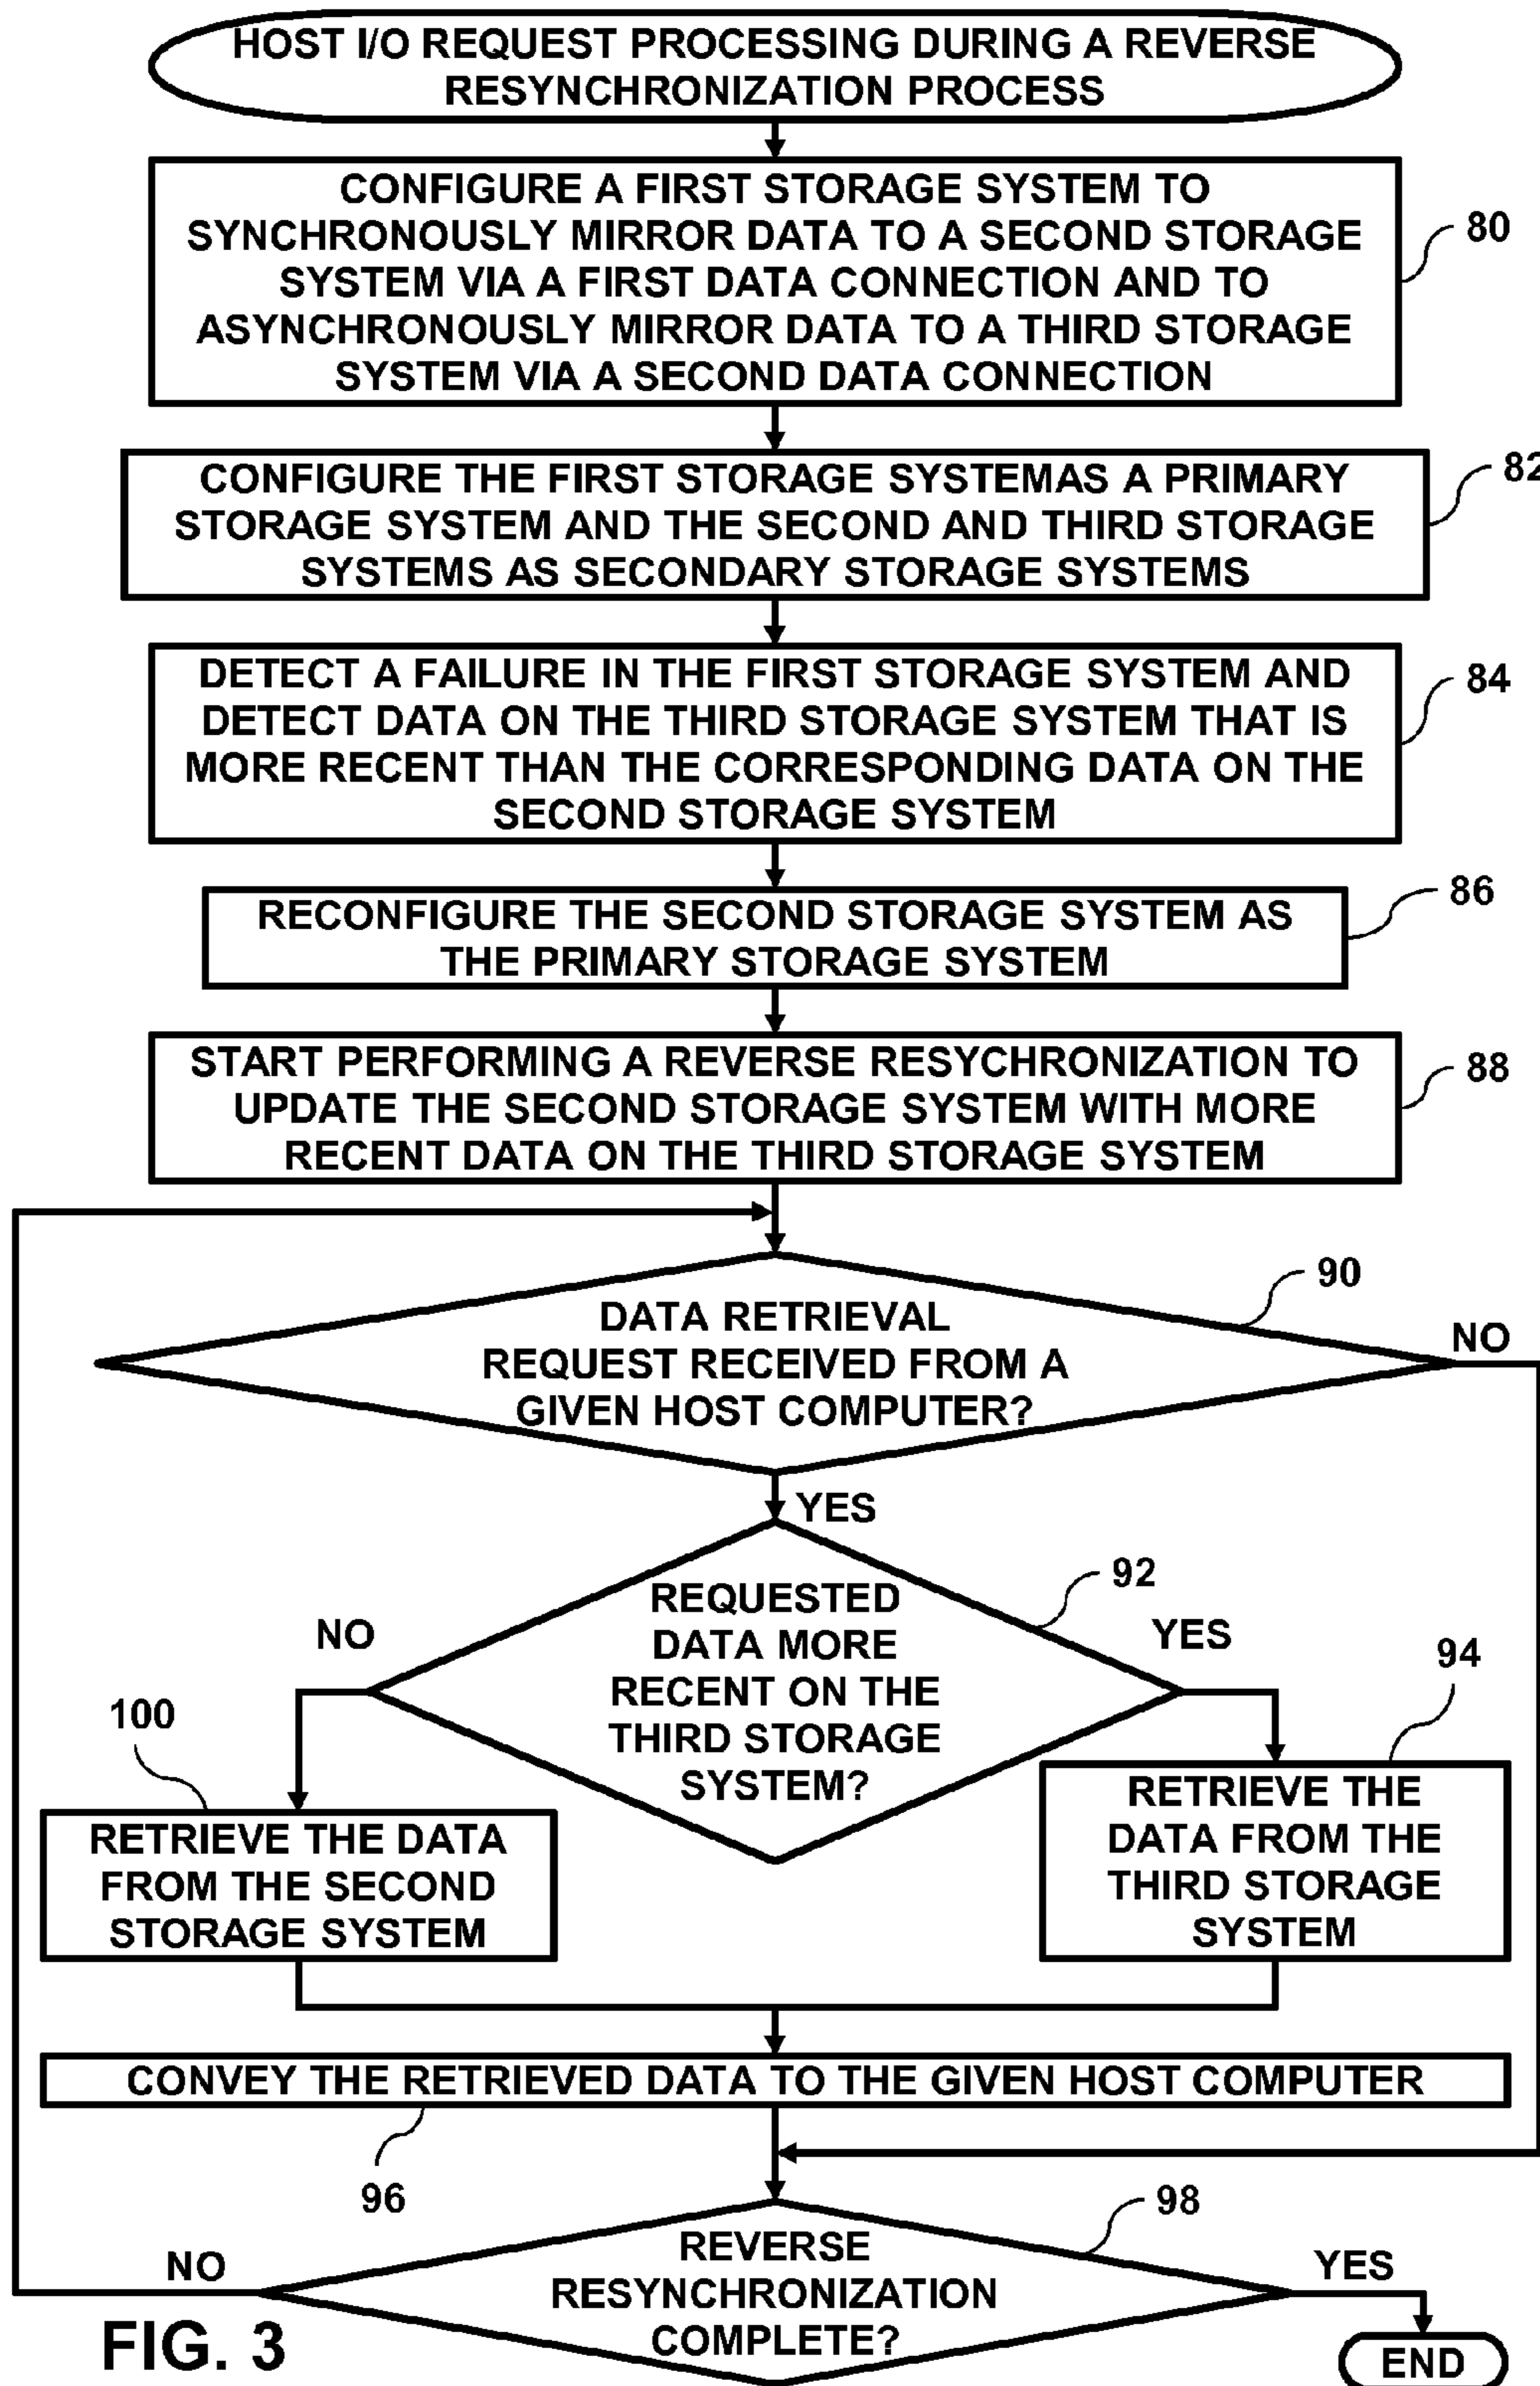 HOST I/O REQUEST PROCESSING DURING A REVERSE
RESYNCHRONIZATION PROCESS
CONFIGURE A FIRST STORAGE SYSTEM TO
SYNCHRONOUSLY MIRROR DATA TO A SECOND STORAGE
SYSTEM VIA A FIRST DATA CONNECTION AND TO
ASYNCHRONOUSLY MIRROR DATA TO A THIRD STORAGE
SYSTEM VIA A SECOND DATA CONNECTION
80
CONFIGURE THE FIRST STORAGE SYSTEMAS A PRIMARY
STORAGE SYSTEM AND THE SECOND AND THIRD STORAGE
SYSTEMS AS SECONDARY STORAGE SYSTEMS
82
DETECT A FAILURE IN THE FIRST STORAGE SYSTEM AND
DETECT DATA ON THE THIRD STORAGE SYSTEM THAT IS
MORE RECENT THAN THE CORRESPONDING DATA ON THE
SECOND STORAGE SYSTEM
84
RECONFIGURE THE SECOND STORAGE SYSTEM AS
THE PRIMARY STORAGE SYSTEM
86
START PERFORMING A REVERSE RESYCHRONIZATION TO
UPDATE THE SECOND STORAGE SYSTEM WITH MORE
RECENT DATA ON THE THIRD STORAGE SYSTEM
88
DATA RETRIEVAL
REQUEST RECEIVED FROM A
GIVEN HOST COMPUTER?
90
NO
YES
REQUESTED
DATA MORE
RECENT ON THE
THIRD STORAGE
SYSTEM?
92
NO
YES
100
94
RETRIEVE THE DATA
FROM THE SECOND
STORAGE SYSTEM
RETRIEVE THE
DATA FROM THE
THIRD STORAGE
SYSTEM
CONVEY THE RETRIEVED DATA TO THE GIVEN HOST COMPUTER
96
98
REVERSE
RESYNCHRONIZATION
COMPLETE?
NO
YES
FIG. 3
END